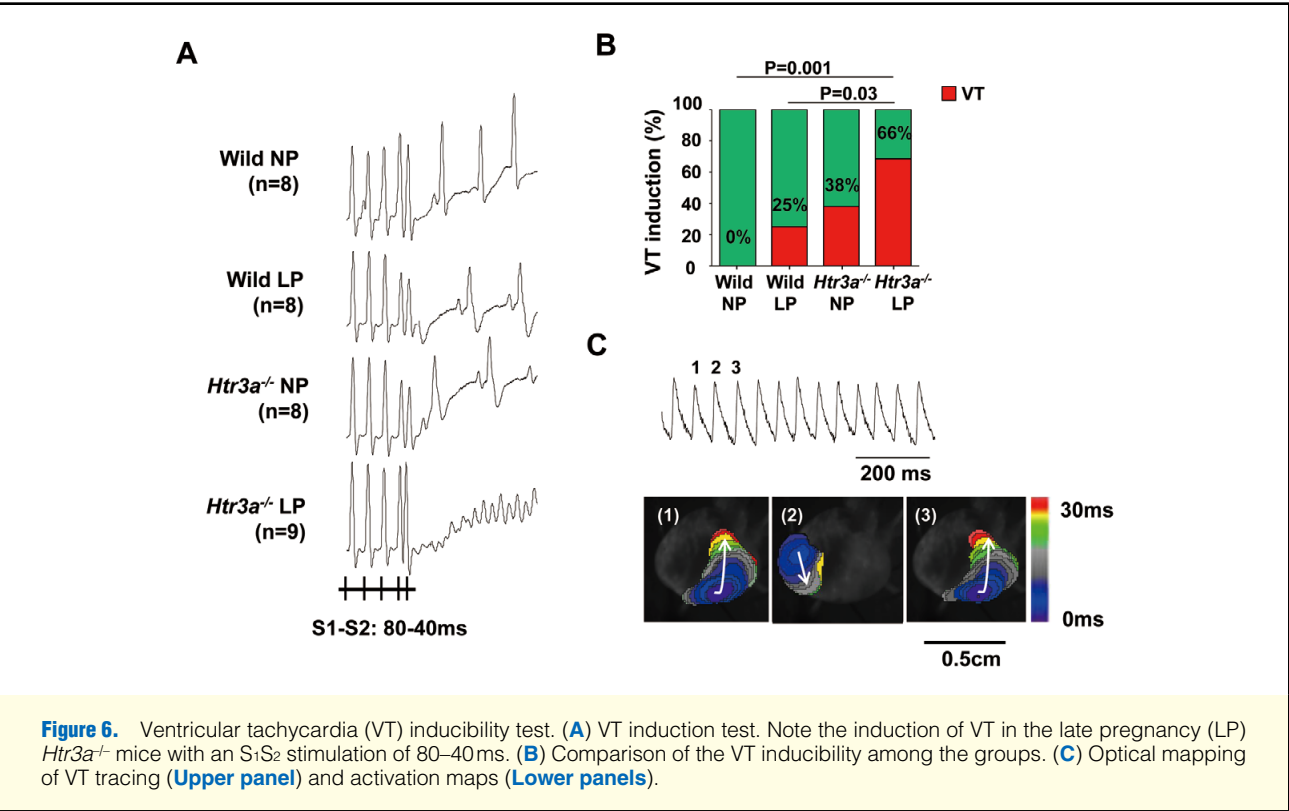 A
Wild NP
(n=8)
Wild LP
(n=8)
Htr3a-/- NP
(n=8)
Htr3a-/- LP
(n=9)
S1-S2: 80-40ms
B
P=0.001
P=0.03
VT
VT induction (%)
100
80
60
40
20
0
0%
25%
38%
66%
Wild NP
Wild LP
Htr3a-/- NP
Htr3a-/- LP
C
1 2 3
200 ms
(1)
(2)
(3)
30ms
0ms
0.5cm
Figure 6. Ventricular tachycardia (VT) inducibility test. (A) VT induction test. Note the induction of VT in the late pregnancy (LP)
Htr3a–/– mice with an S1S2 stimulation of 80–40 ms. (B) Comparison of the VT inducibility among the groups. (C) Optical mapping
of VT tracing (Upper panel) and activation maps (Lower panels).